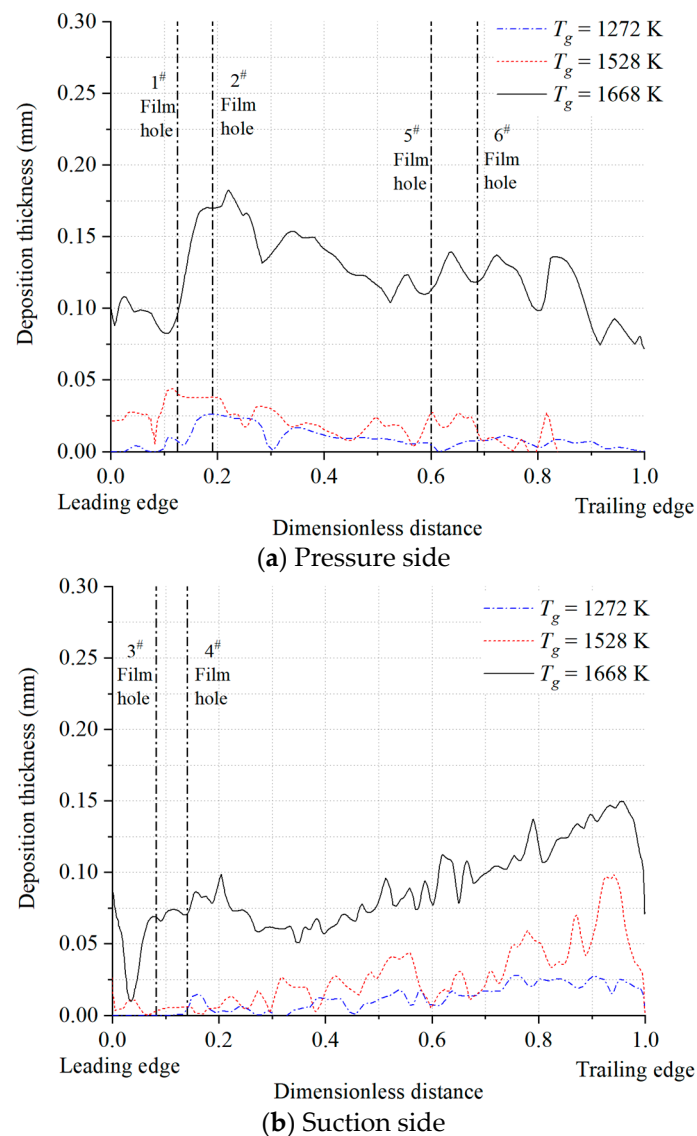 0.30
0.25
0.20
0.15
0.10
0.05
0.00
Deposition thickness (mm)
1#
Film
hole
2#
Film
hole
5#
Film
hole
6#
Film
hole
Tg = 1272 K
Tg = 1528 K
Tg = 1668 K
0.0 0.2 0.4 0.6 0.8 1.0
Leading edge Trailing edge
Dimensionless distance
(a) Pressure side
0.30
0.25
0.20
0.15
0.10
0.05
0.00
Deposition thickness (mm)
3#
Film
hole
4#
Film
hole
Tg = 1272 K
Tg = 1528 K
Tg = 1668 K
0.0 0.2 0.4 0.6 0.8 1.0
Leading edge Trailing edge
Dimensionless distance
(b) Suction side